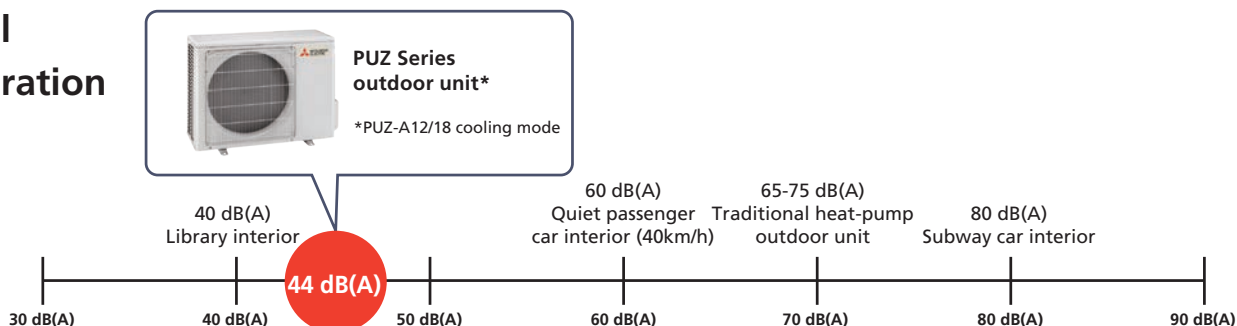 l
ration
PUZ Series
outdoor unit*
*PUZ-A12/18 cooling mode
40 dB(A)
Library interior
44 dB(A)
60 dB(A)
Quiet passenger
car interior (40km/h)
65-75 dB(A)
Traditional heat-pump
outdoor unit
80 dB(A)
Subway car interior
30 dB(A)
40 dB(A)
50 dB(A)
60 dB(A)
70 dB(A)
80 dB(A)
90 dB(A)